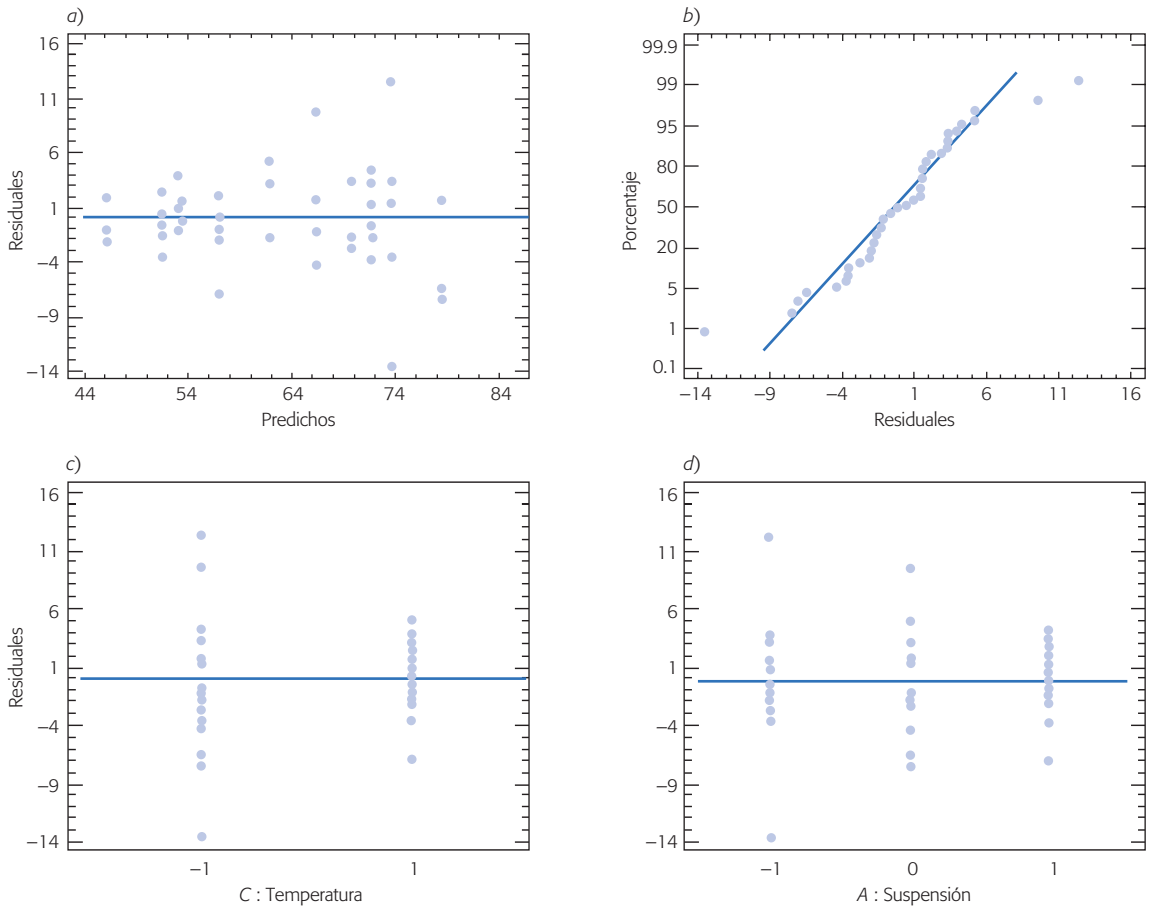 a)
16
11
6
1
−4
−9
−14
Residuales
44 54 64 74 84
Predichos
b)
99.9
99
95
80
50
20
5
1
0.1
Porcentaje
−14 −9 −4 1 6 11 16
Residuales
c)
16
11
6
1
−4
−9
−14
Residuales
−1 1
C : Temperatura
d)
16
11
6
1
−4
−9
−14
−1 0 1
A : Suspensión